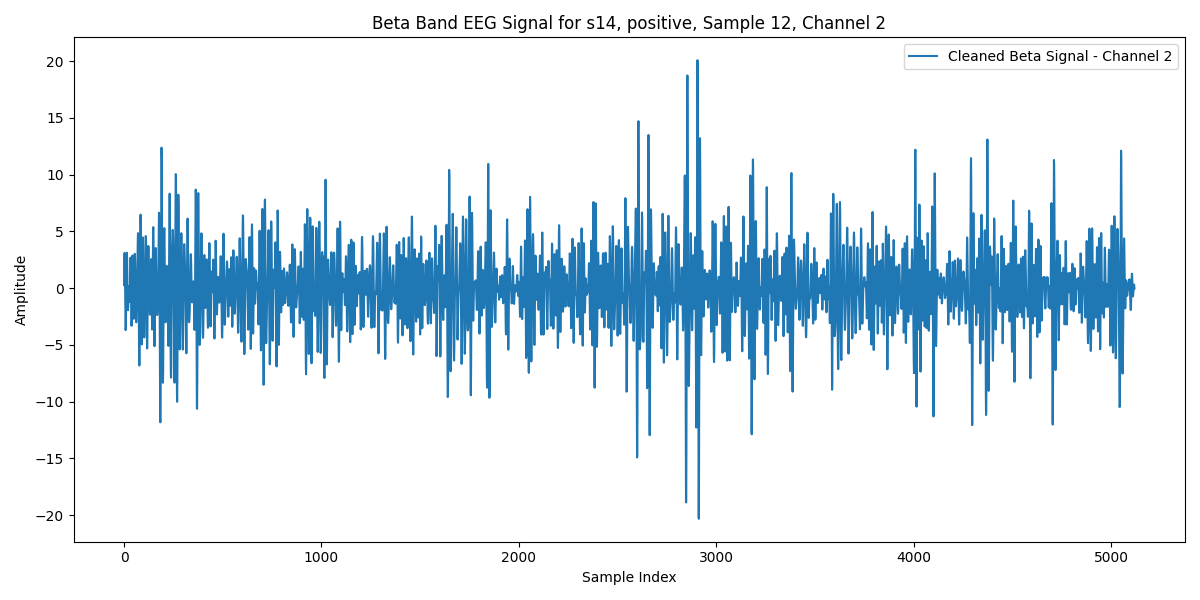 Beta Band EEG Signal for s14, positive, Sample 12, Channel 2
Cleaned Beta Signal - Channel 2
Amplitude
20
15
10
5
0
−5
−10
−15
−20
0 1000 2000 3000 4000 5000
Sample Index